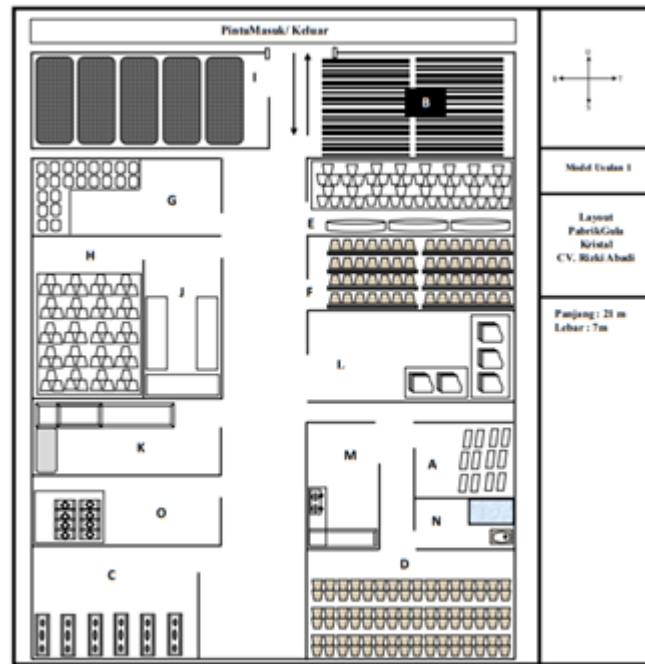 PintuMasuk/ Keluar
I
B
G
E
H
F
J
L
K
M
A
O
N
C
D
U
B
T
S
Model Usulan 1
Layout
PabrikGula
Kristal
CV. Rizki Abadi
Panjang : 21 m
Lebar : 7m